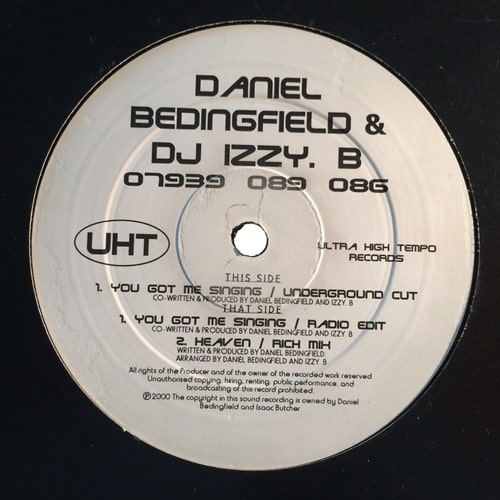 DANIEL
BEDINGFIELD &
DJ IZZY. B
07939 089 086
UHT
ULTRA HIGH TEMPO
RECORDS
THIS SIDE
1. YOU GOT ME SINGING / UNDERGROUND CUT
CO-WRITTEN & PRODUCED BY DANIEL BEDINGFIELD AND IZZY. B
THAT SIDE
1. YOU GOT ME SINGING / RADIO EDIT
CO-WRITTEN & PRODUCED BY DANIEL BEDINGFIELD AND IZZY. B
2. HEAVEN / RICH MIX
WRITTEN & PRODUCED BY DANIEL BEDINGFIELD
ARRANGED BY DANIEL BEDINGFIELD AND IZZY. B
All rights of the Producer and of the owner of the recorded work reserved.
Unauthorised copying, hiring, renting, public performance, and
broadcasting of this record prohibited.
℗2000 The copyright in this sound recording is owned by Daniel
Bedingfield and Isaac Butcher